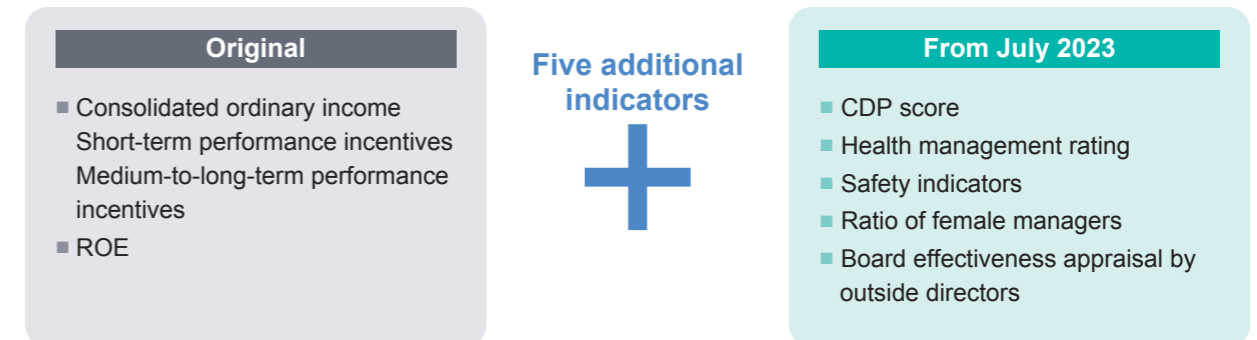 Original
■ Consolidated ordinary income
Short-term performance incentives
Medium-to-long-term performance
incentives
■ ROE
Five additional
indicators
+
From July 2023
■ CDP score
■ Health management rating
■ Safety indicators
■ Ratio of female managers
■ Board effectiveness appraisal by
outside directors